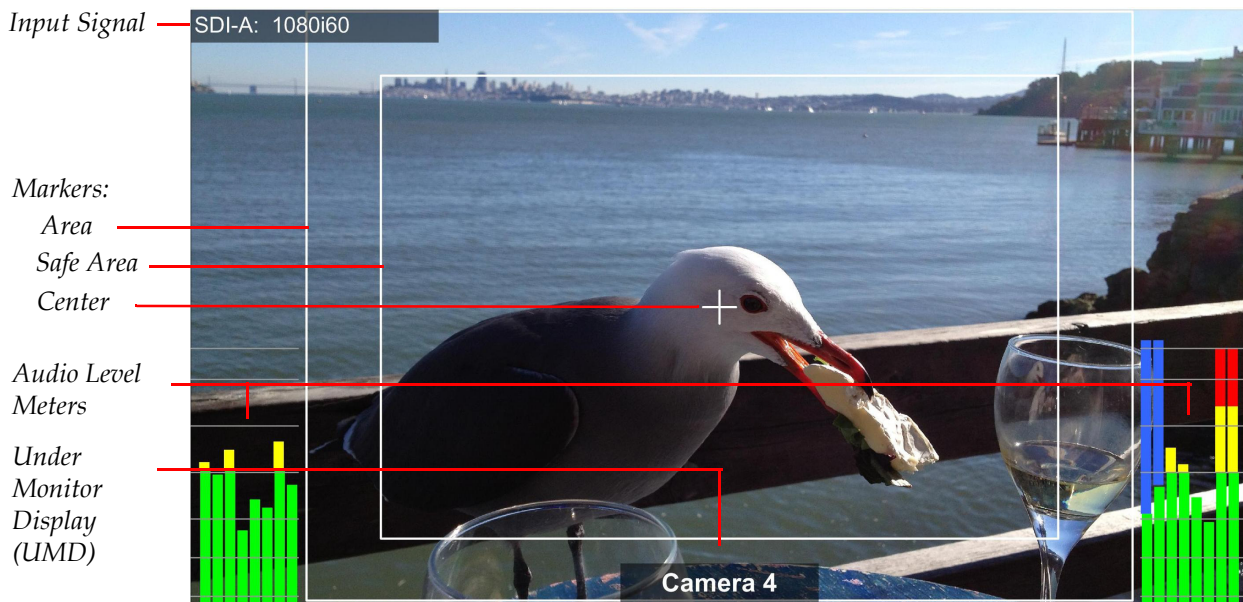 Input Signal
SDI-A: 1080i60
Markers:
Area
Safe Area
Center
Audio Level
Meters
Under
Monitor
Display
(UMD)
Camera 4